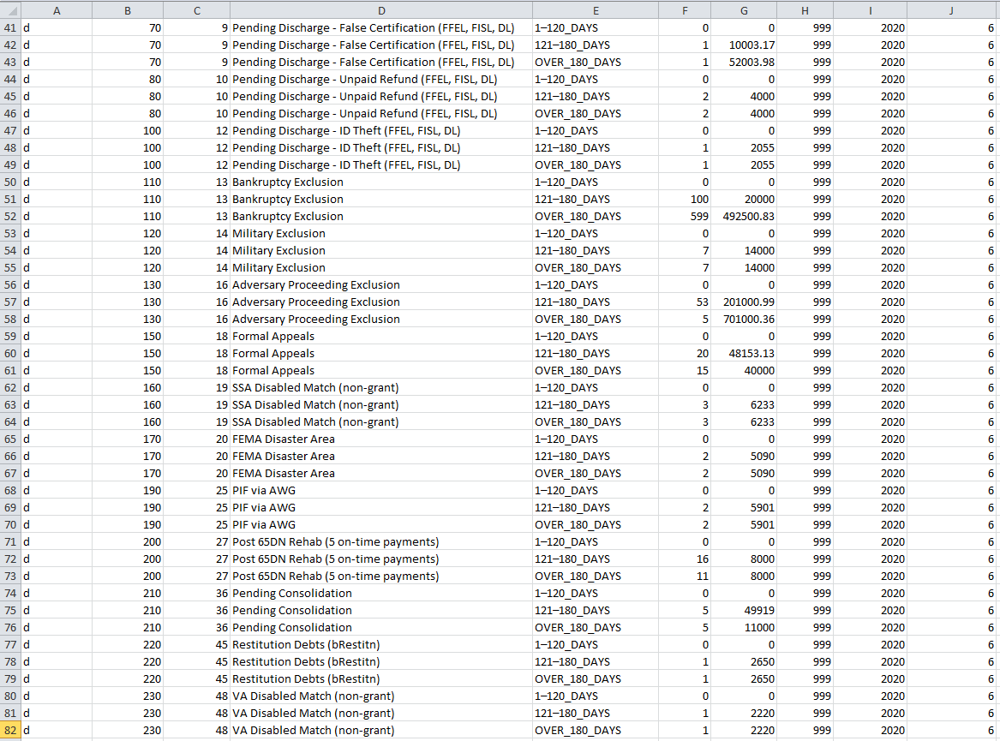 A B C D E F G H I J
41 d 70 9 Pending Discharge - False Certification (FFEL, FISL, DL) 1–120_DAYS 0 0 999 2020 6
42 d 70 9 Pending Discharge - False Certification (FFEL, FISL, DL) 121–180_DAYS 1 10003.17 999 2020 6
43 d 70 9 Pending Discharge - False Certification (FFEL, FISL, DL) OVER_180_DAYS 1 52003.98 999 2020 6
44 d 80 10 Pending Discharge - Unpaid Refund (FFEL, FISL, DL) 1–120_DAYS 0 0 999 2020 6
45 d 80 10 Pending Discharge - Unpaid Refund (FFEL, FISL, DL) 121–180_DAYS 2 4000 999 2020 6
46 d 80 10 Pending Discharge - Unpaid Refund (FFEL, FISL, DL) OVER_180_DAYS 2 4000 999 2020 6
47 d 100 12 Pending Discharge - ID Theft (FFEL, FISL, DL) 1–120_DAYS 0 0 999 2020 6
48 d 100 12 Pending Discharge - ID Theft (FFEL, FISL, DL) 121–180_DAYS 1 2055 999 2020 6
49 d 100 12 Pending Discharge - ID Theft (FFEL, FISL, DL) OVER_180_DAYS 1 2055 999 2020 6
50 d 110 13 Bankruptcy Exclusion 1–120_DAYS 0 0 999 2020 6
51 d 110 13 Bankruptcy Exclusion 121–180_DAYS 100 20000 999 2020 6
52 d 110 13 Bankruptcy Exclusion OVER_180_DAYS 599 492500.83 999 2020 6
53 d 120 14 Military Exclusion 1–120_DAYS 0 0 999 2020 6
54 d 120 14 Military Exclusion 121–180_DAYS 7 14000 999 2020 6
55 d 120 14 Military Exclusion OVER_180_DAYS 7 14000 999 2020 6
56 d 130 16 Adversary Proceeding Exclusion 1–120_DAYS 0 0 999 2020 6
57 d 130 16 Adversary Proceeding Exclusion 121–180_DAYS 53 201000.99 999 2020 6
58 d 130 16 Adversary Proceeding Exclusion OVER_180_DAYS 5 701000.36 999 2020 6
59 d 150 18 Formal Appeals 1–120_DAYS 0 0 999 2020 6
60 d 150 18 Formal Appeals 121–180_DAYS 20 48153.13 999 2020 6
61 d 150 18 Formal Appeals OVER_180_DAYS 15 40000 999 2020 6
62 d 160 19 SSA Disabled Match (non-grant) 1–120_DAYS 0 0 999 2020 6
63 d 160 19 SSA Disabled Match (non-grant) 121–180_DAYS 3 6233 999 2020 6
64 d 160 19 SSA Disabled Match (non-grant) OVER_180_DAYS 3 6233 999 2020 6
65 d 170 20 FEMA Disaster Area 1–120_DAYS 0 0 999 2020 6
66 d 170 20 FEMA Disaster Area 121–180_DAYS 2 5090 999 2020 6
67 d 170 20 FEMA Disaster Area OVER_180_DAYS 2 5090 999 2020 6
68 d 190 25 PIF via AWG 1–120_DAYS 0 0 999 2020 6
69 d 190 25 PIF via AWG 121–180_DAYS 2 5901 999 2020 6
70 d 190 25 PIF via AWG OVER_180_DAYS 2 5901 999 2020 6
71 d 200 27 Post 65DN Rehab (5 on-time payments) 1–120_DAYS 0 0 999 2020 6
72 d 200 27 Post 65DN Rehab (5 on-time payments) 121–180_DAYS 16 8000 999 2020 6
73 d 200 27 Post 65DN Rehab (5 on-time payments) OVER_180_DAYS 11 8000 999 2020 6
74 d 210 36 Pending Consolidation 1–120_DAYS 0 0 999 2020 6
75 d 210 36 Pending Consolidation 121–180_DAYS 5 49919 999 2020 6
76 d 210 36 Pending Consolidation OVER_180_DAYS 5 11000 999 2020 6
77 d 220 45 Restitution Debts (bRestitn) 1–120_DAYS 0 0 999 2020 6
78 d 220 45 Restitution Debts (bRestitn) 121–180_DAYS 1 2650 999 2020 6
79 d 220 45 Restitution Debts (bRestitn) OVER_180_DAYS 1 2650 999 2020 6
80 d 230 48 VA Disabled Match (non-grant) 1–120_DAYS 0 0 999 2020 6
81 d 230 48 VA Disabled Match (non-grant) 121–180_DAYS 1 2220 999 2020 6
82 d 230 48 VA Disabled Match (non-grant) OVER_180_DAYS 1 2220 999 2020 6